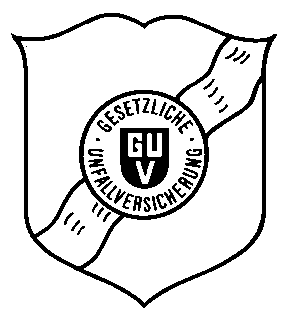 · GESETZLICHE ·
UNFALLVERSICHERUNG
GU
V